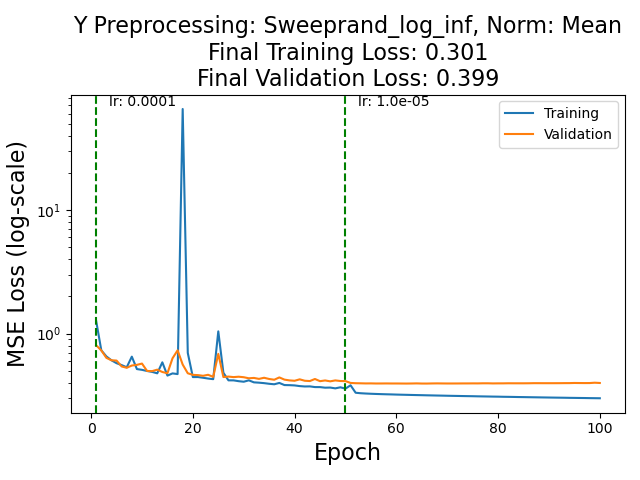 Y Preprocessing: Sweeprand_log_inf, Norm: Mean
Final Training Loss: 0.301
Final Validation Loss: 0.399
lr: 0.0001
lr: 1.0e-05
Training
Validation
MSE Loss (log-scale)
10¹
10⁰
0 20 40 60 80 100
Epoch